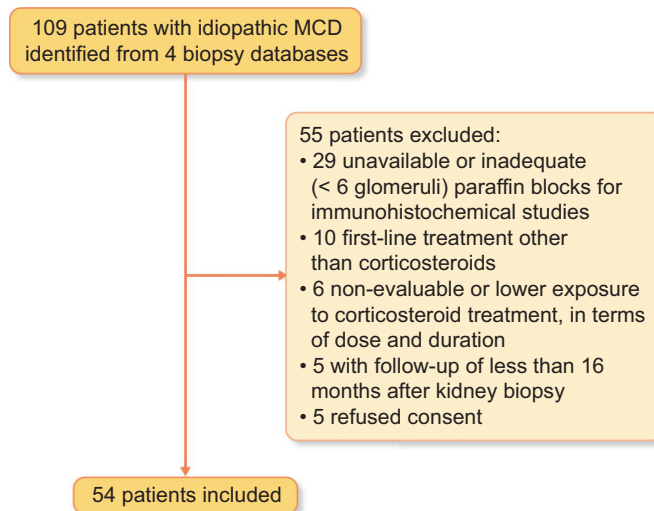 109 patients with idiopathic MCD
identified from 4 biopsy databases
55 patients excluded:
• 29 unavailable or inadequate
(< 6 glomeruli) paraffin blocks for
immunohistochemical studies
• 10 first-line treatment other
than corticosteroids
• 6 non-evaluable or lower exposure
to corticosteroid treatment, in terms
of dose and duration
• 5 with follow-up of less than 16
months after kidney biopsy
• 5 refused consent
54 patients included